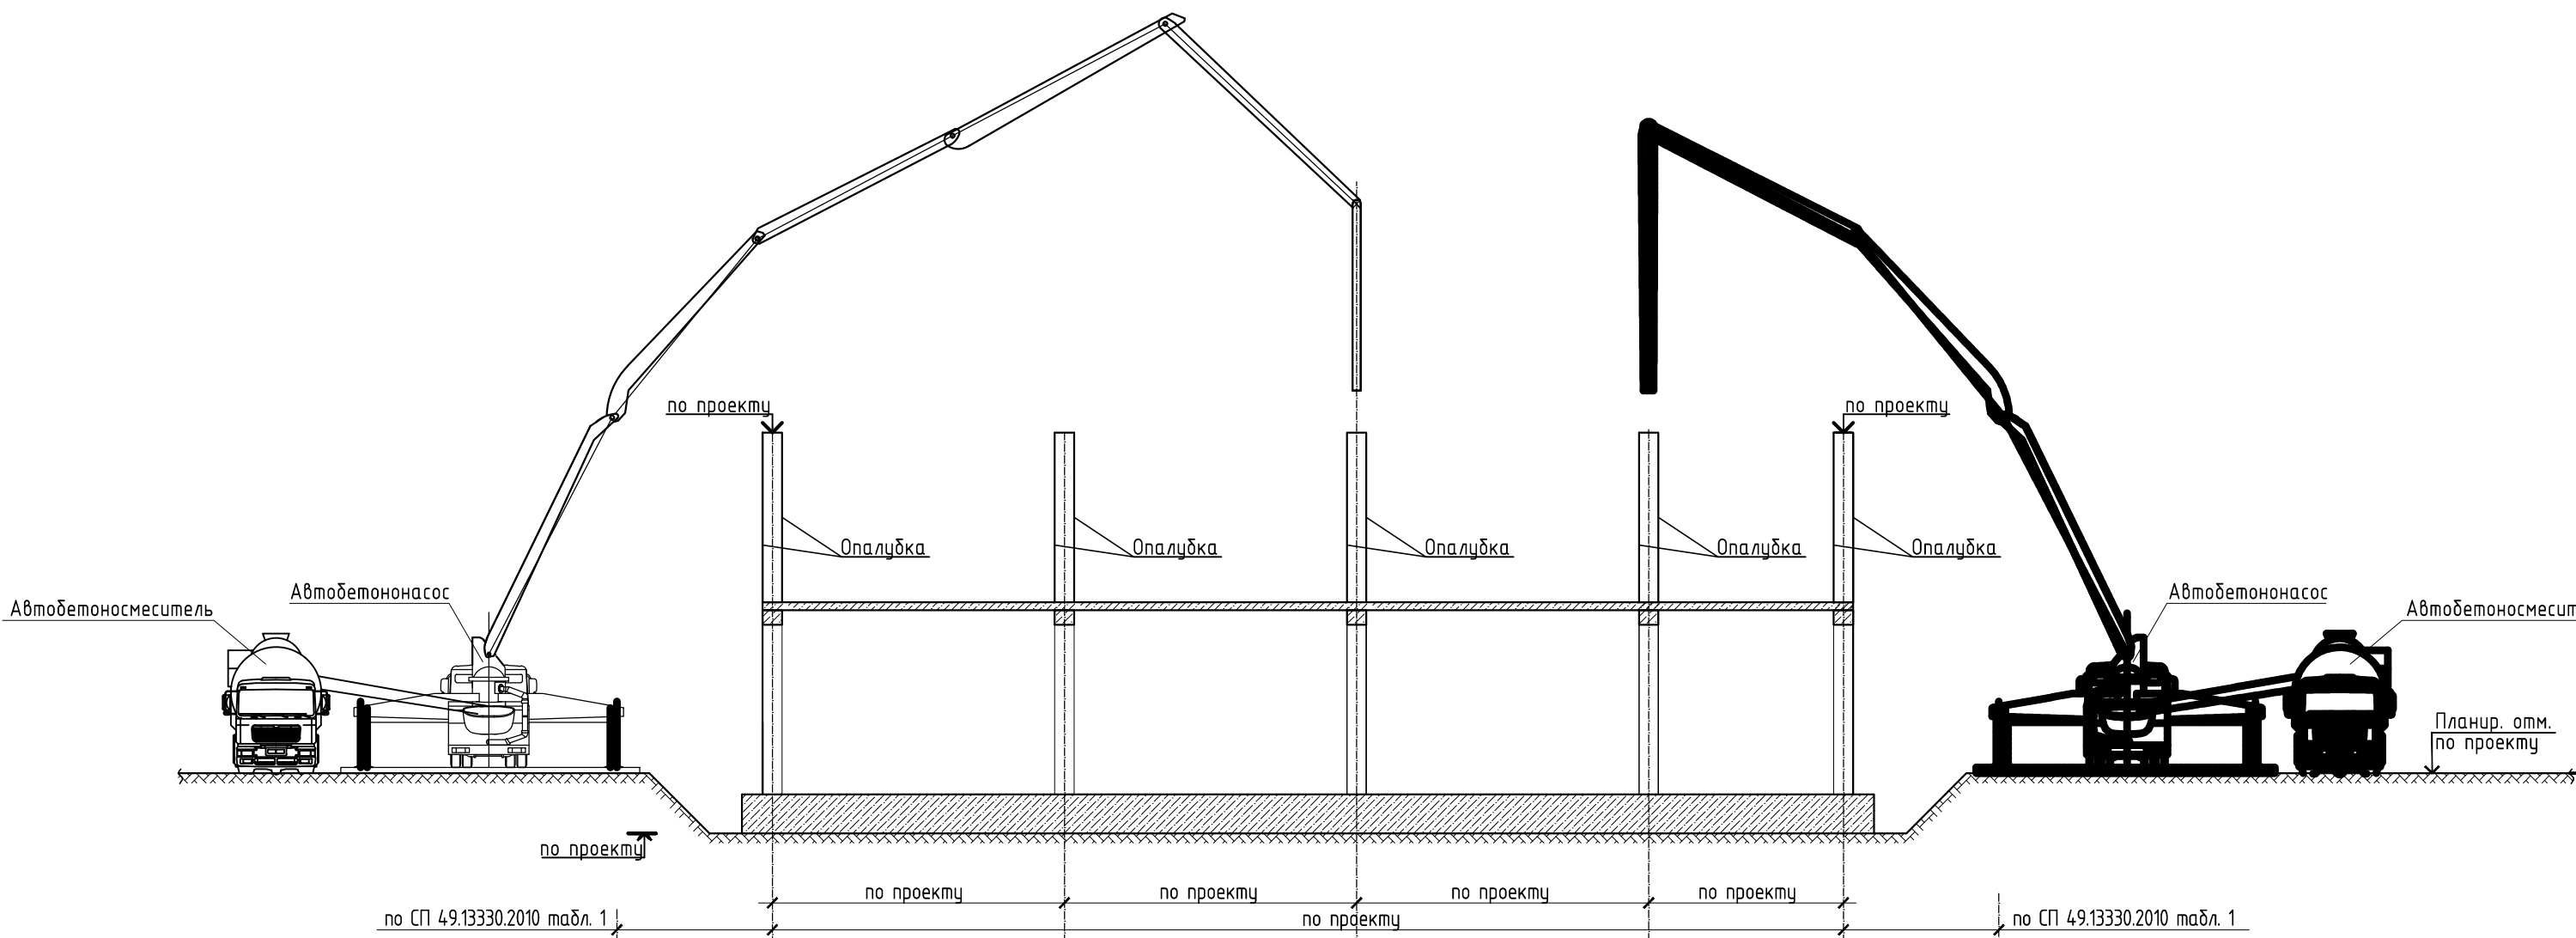 по проекту
по проекту
Опалубка
Опалубка
Опалубка
Опалубка
Опалубка
Автобетононасос
Автобетононасос
Автобетоносмеситель
Автобетоносмесит
Планир. отм.
по проекту
по проекту
по проекту
по проекту
по проекту
по проекту
по СП 49.13330.2010 табл. 1
по проекту
по СП 49.13330.2010 табл. 1